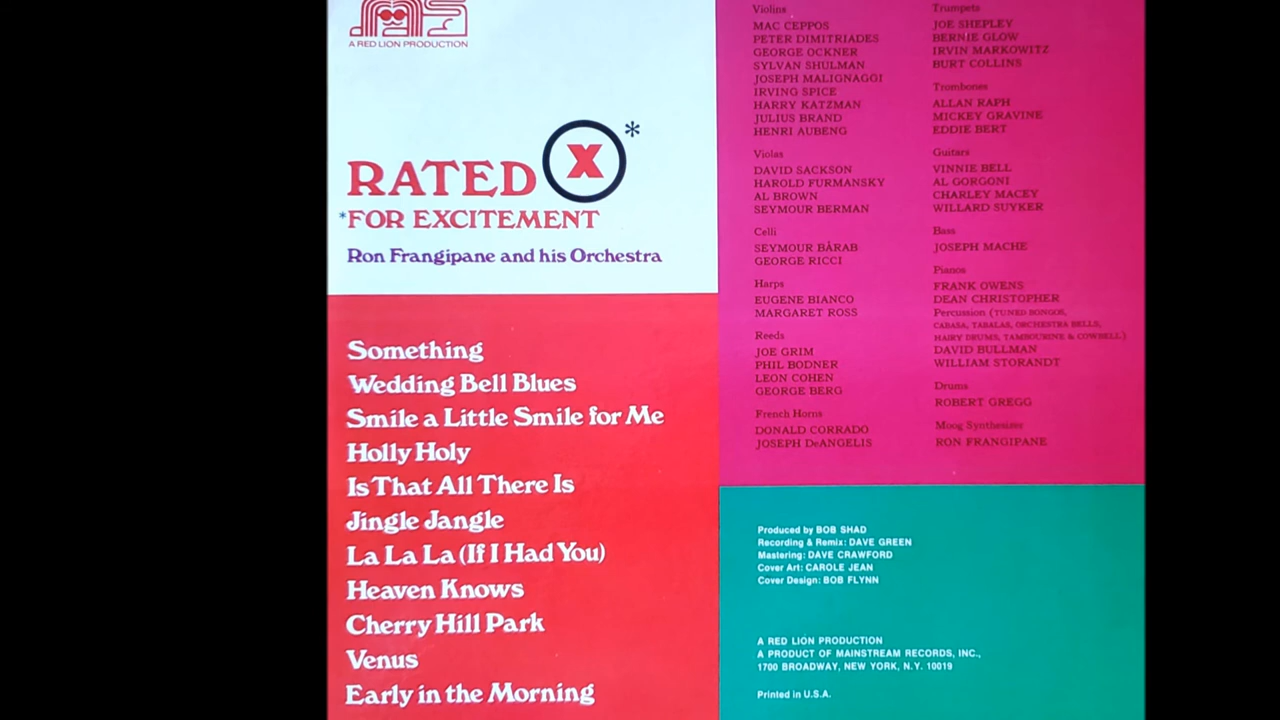 A RED LION PRODUCTION
RATED X*
*FOR EXCITEMENT
Ron Frangipane and his Orchestra
Something
Wedding Bell Blues
Smile a Little Smile for Me
Holly Holy
Is That All There Is
Jingle Jangle
La La La (If I Had You)
Heaven Knows
Cherry Hill Park
Venus
Early in the Morning
Violins
MAC CEPPOS
PETER DIMITRIADES
GEORGE OCKNER
SYLVAN SHULMAN
JOSEPH MALIGNAGGI
IRVING SPICE
HARRY KATZMAN
JULIUS BRAND
HENRI AUBENG
Violas
DAVID SACKSON
HAROLD FURMANSKY
AL BROWN
SEYMOUR BERMAN
Celli
SEYMOUR BARAB
GEORGE RICCI
Harps
EUGENE BIANCO
MARGARET ROSS
Reeds
JOE GRIM
PHIL BODNER
LEON COHEN
GEORGE BERG
French Horns
DONALD CORRADO
JOSEPH DeANGELIS
Trumpets
JOE SHEPLEY
BERNIE GLOW
IRVIN MARKOWITZ
BURT COLLINS
Trombones
ALLAN RAPH
MICKEY GRAVINE
EDDIE BERT
Guitars
VINNIE BELL
AL GORGONI
CHARLEY MACEY
WILLARD SUYKER
Bass
JOSEPH MACHE
Pianos
FRANK OWENS
DEAN CHRISTOPHER
Percussion (TUNED BONGOS,
CABASA, TABALAS, ORCHESTRA BELLS,
HAIRY DRUMS, TAMBOURINE & COWBELL)
DAVID BULLMAN
WILLIAM STORANDT
Drums
ROBERT GREGG
Moog Synthesizer
RON FRANGIPANE
Produced by BOB SHAD
Recording & Remix: DAVE GREEN
Mastering: DAVE CRAWFORD
Cover Art: CAROLE JEAN
Cover Design: BOB FLYNN
A RED LION PRODUCTION
A PRODUCT OF MAINSTREAM RECORDS, INC.,
1700 BROADWAY, NEW YORK, N.Y. 10019
Printed in U.S.A.